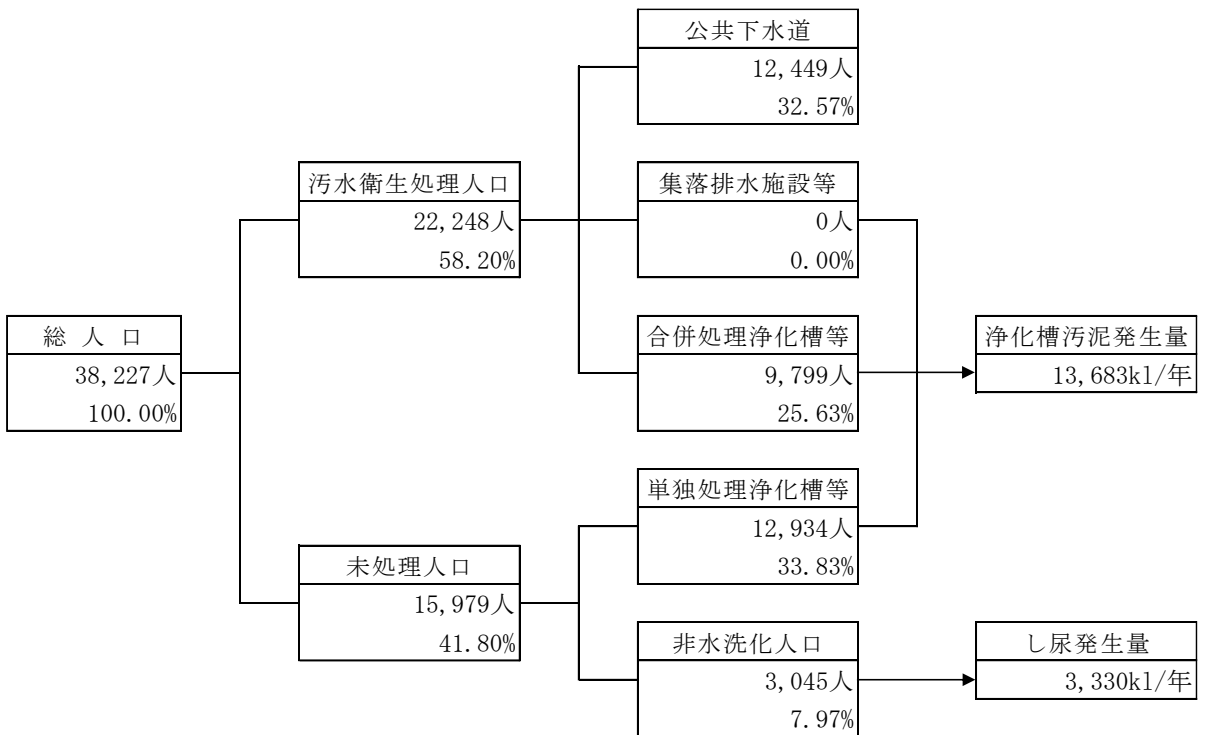 公共下水道
12,449人
32.57%
汚水衛生処理人口
22,248人
58.20%
集落排水施設等
0人
0.00%
総人口
38,227人
100.00%
合併処理浄化槽等
9,799人
25.63%
浄化槽汚泥発生量
13,683kl/年
単独処理浄化槽等
12,934人
33.83%
未処理人口
15,979人
41.80%
非水洗化人口
3,045人
7.97%
し尿発生量
3,330kl/年